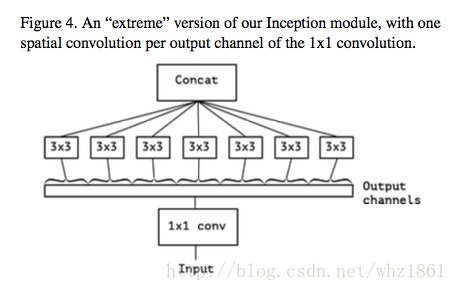 Figure 4. An “extreme” version of our Inception module, with one
spatial convolution per output channel of the 1x1 convolution.
Concat
3x3 3x3 3x3 3x3 3x3 3x3 3x3
Output
channels
1x1 conv
Input
http://blog.csdn.net/whz1861